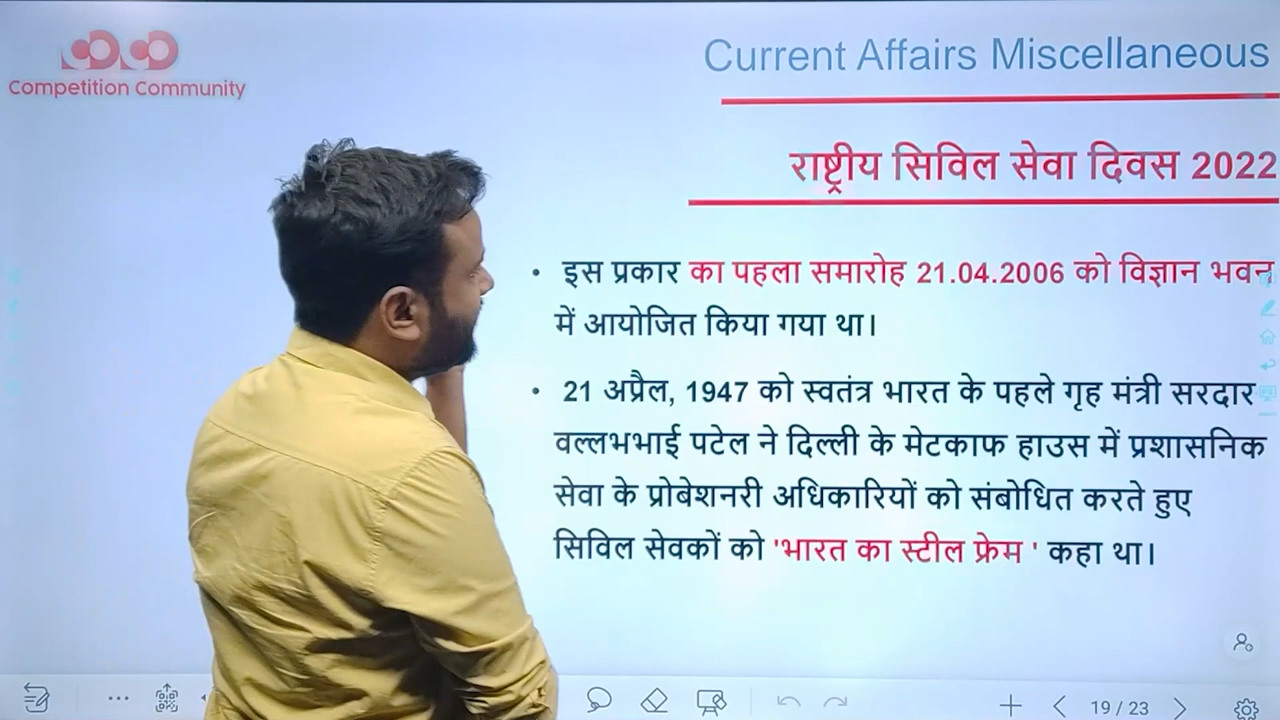 Competition Community
Current Affairs Miscellaneous
राष्ट्रीय सिविल सेवा दिवस 2022
• इस प्रकार का पहला समारोह 21.04.2006 को विज्ञान भवन
में आयोजित किया गया था।
• 21 अप्रैल, 1947 को स्वतंत्र भारत के पहले गृह मंत्री सरदार
वल्लभभाई पटेल ने दिल्ली के मेटकाफ हाउस में प्रशासनिक
सेवा के प्रोबेशनरी अधिकारियों को संबोधित करते हुए
सिविल सेवकों को 'भारत का स्टील फ्रेम ' कहा था।
19 / 23